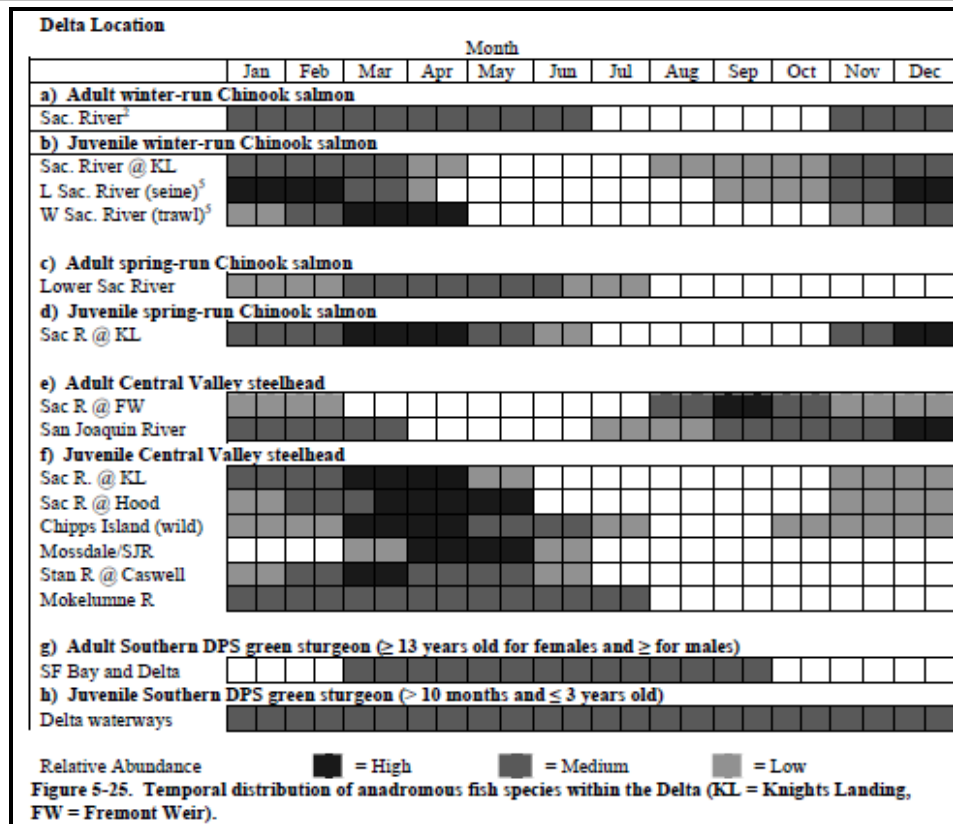 Delta Location
Month
Jan Feb Mar Apr May Jun Jul Aug Sep Oct Nov Dec
a) Adult winter-run Chinook salmon
Sac. River²
b) Juvenile winter-run Chinook salmon
Sac. River @ KL
L Sac. River (seine)⁵
W Sac. River (trawl)⁵
c) Adult spring-run Chinook salmon
Lower Sac River
d) Juvenile spring-run Chinook salmon
Sac R @ KL
e) Adult Central Valley steelhead
Sac R @ FW
San Joaquin River
f) Juvenile Central Valley steelhead
Sac R. @ KL
Sac R @ Hood
Chipps Island (wild)
Mossdale/SJR
Stan R @ Caswell
Mokelumne R
g) Adult Southern DPS green sturgeon (≥ 13 years old for females and ≥ for males)
SF Bay and Delta
h) Juvenile Southern DPS green sturgeon (> 10 months and ≤ 3 years old)
Delta waterways
Relative Abundance = High = Medium = Low
Figure 5-25. Temporal distribution of anadromous fish species within the Delta (KL = Knights Landing,
FW = Fremont Weir).